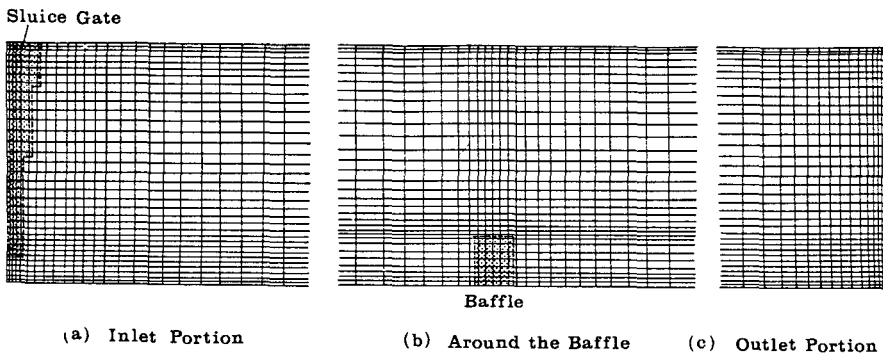 Sluice Gate
Baffle
(a) Inlet Portion
(b) Around the Baffle
(c) Outlet Portion